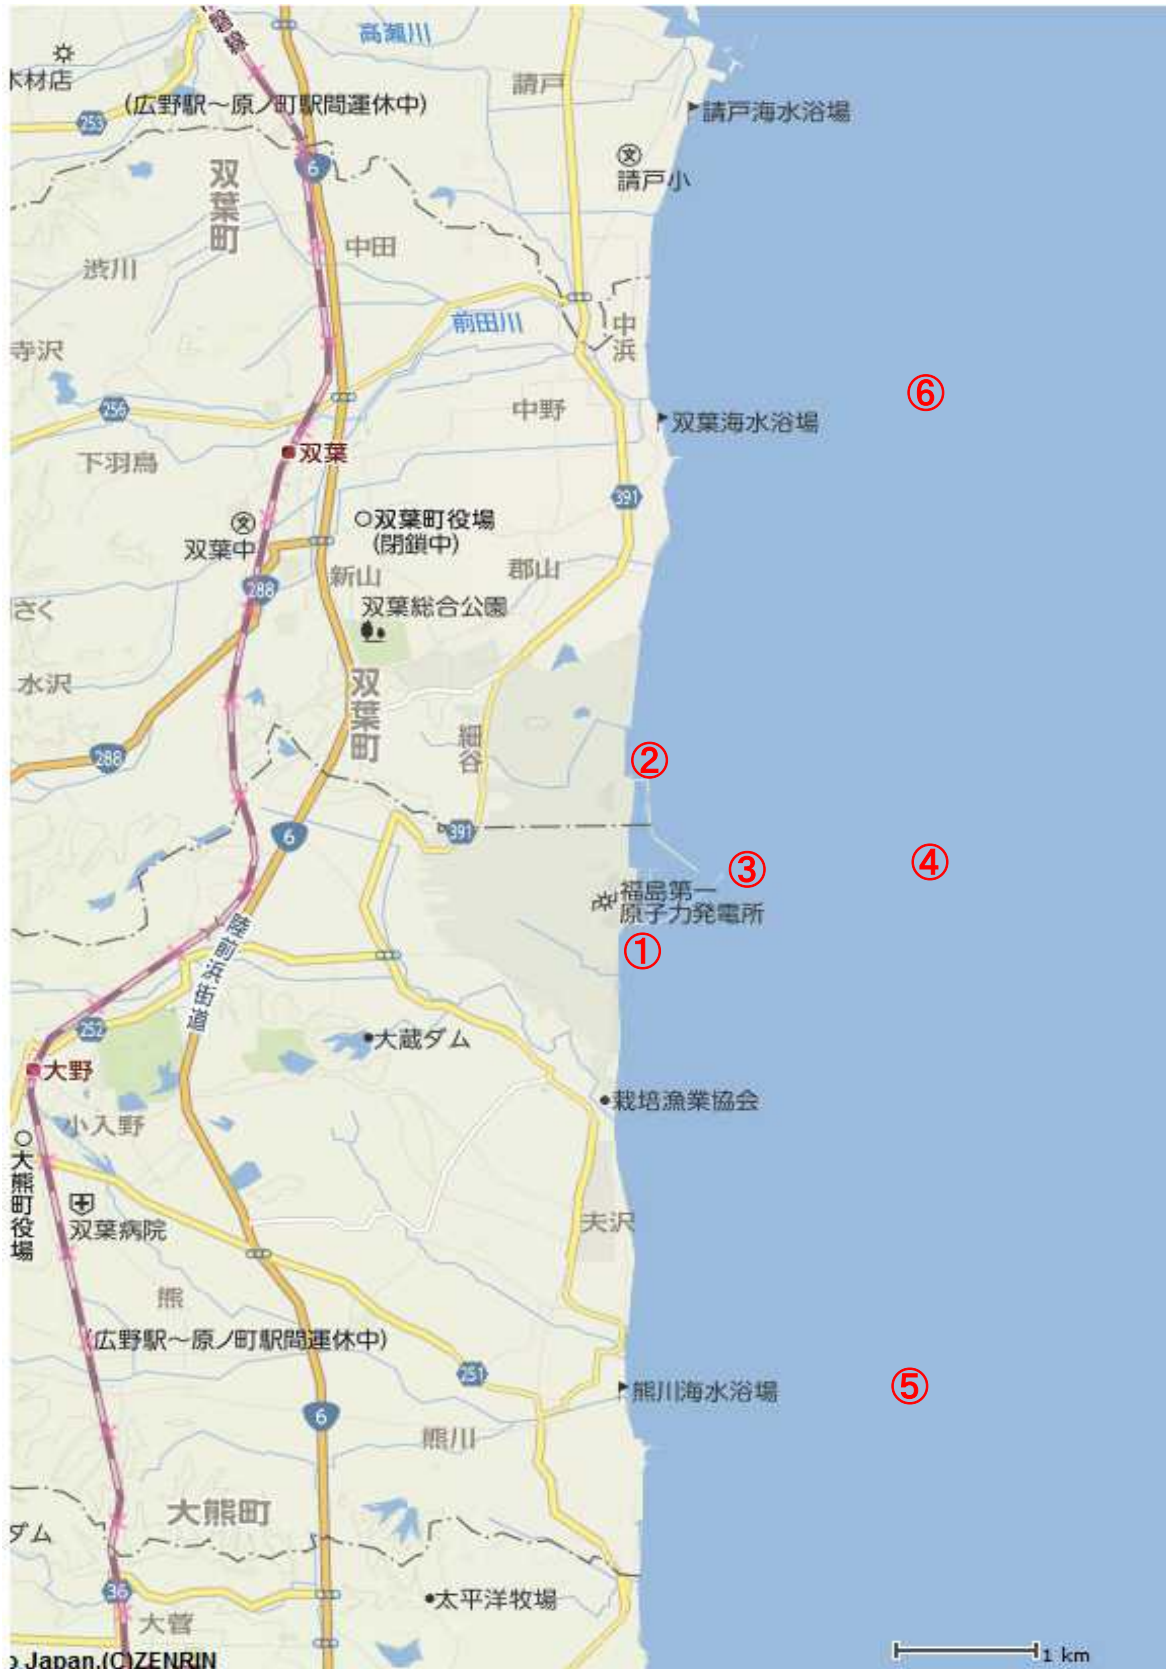 磐線
高瀬川
木材店
請戸
(広野駅～原ノ町駅間運休中)
253
請戸海水浴場
6
請戸小
双葉町
中田
渋川
前田川
中浜
寺沢
⑥
256
中野
双葉海水浴場
双葉
下羽鳥
391
双葉町役場
(閉鎖中)
双葉中
郡山
新山
288
双葉総合公園
さく
水沢
双葉町
細谷
288
②
6
391
③
④
福島第一
原子力発電所
陸前浜街道
①
252
大蔵ダム
大野
栽培漁業協会
小入野
大熊町役場
双葉病院
夫沢
熊
(広野駅～原ノ町駅間運休中)
251
⑤
熊川海水浴場
6
熊川
大熊町
ダム
36
太平洋牧場
大菅
1 km
Japan,(C)ZENRIN